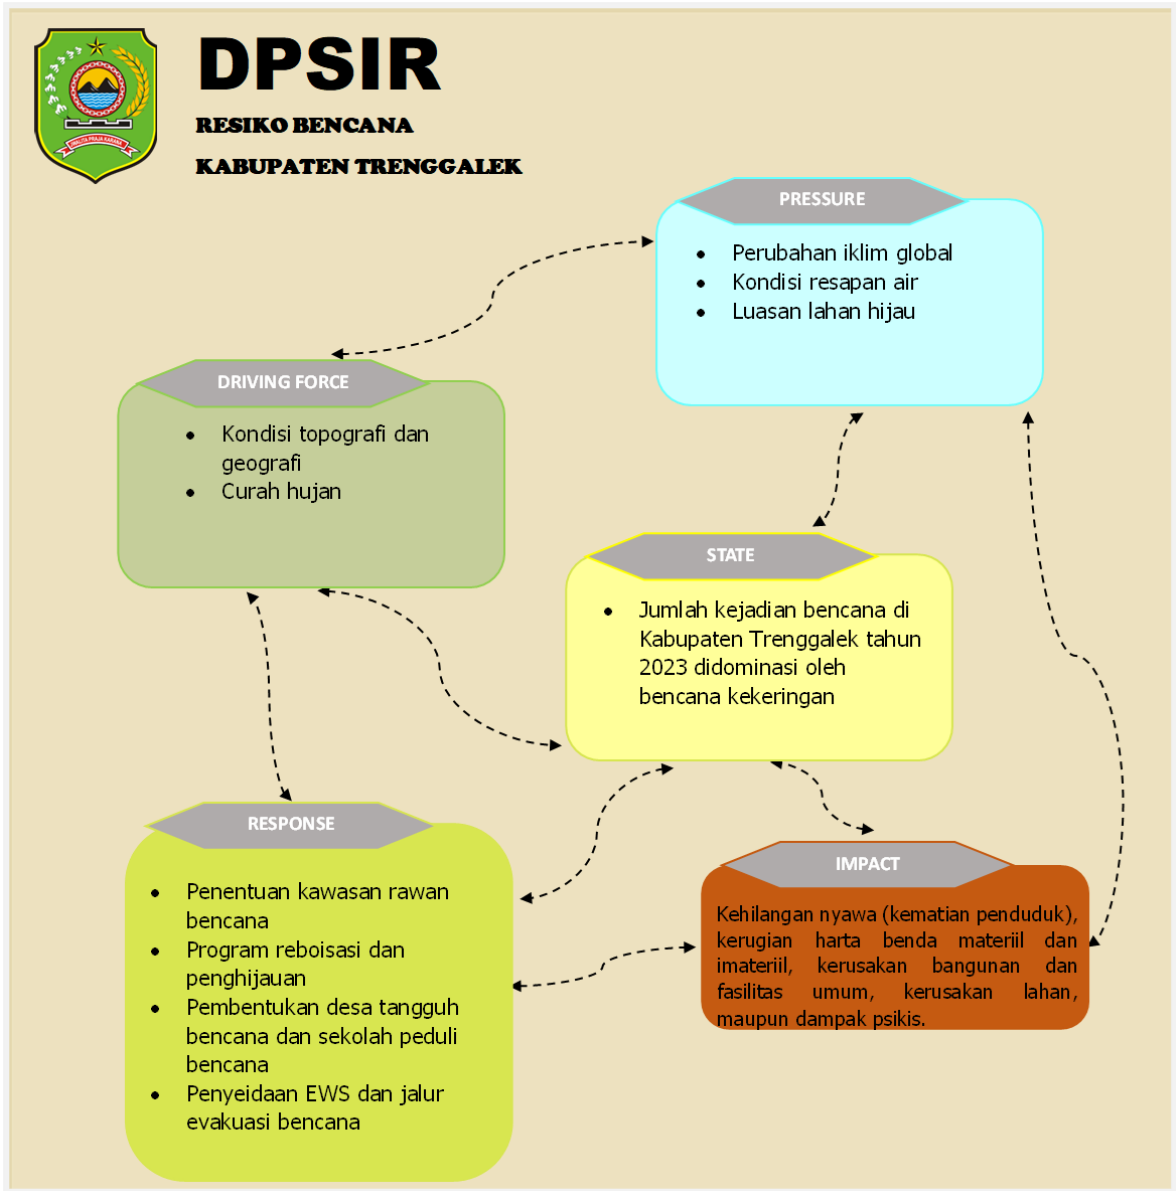 DPSIR
RESIKO BENCANA
KABUPATEN TRENGGALEK
PRESSURE
• Perubahan iklim global
• Kondisi resapan air
• Luasan lahan hijau
DRIVING FORCE
• Kondisi topografi dan
geografi
• Curah hujan
STATE
• Jumlah kejadian bencana di
Kabupaten Trenggalek tahun
2023 didominasi oleh
bencana kekeringan
RESPONSE
• Penentuan kawasan rawan
bencana
• Program reboisasi dan
penghijauan
• Pembentukan desa tangguh
bencana dan sekolah peduli
bencana
• Penyeidaan EWS dan jalur
evakuasi bencana
IMPACT
Kehilangan nyawa (kematian penduduk),
kerugian harta benda materiil dan
imateriil, kerusakan bangunan dan
fasilitas umum, kerusakan lahan,
maupun dampak psikis.